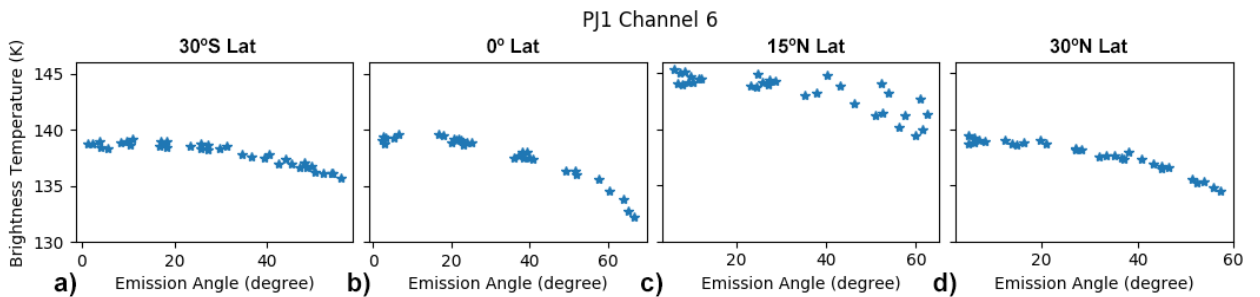 PJ1 Channel 6
30ºS Lat
0º Lat
15ºN Lat
30ºN Lat
Brightness Temperature (K)
145
140
135
130
0
20
40
0
20
40
60
20
40
60
0
20
40
60
a)
Emission Angle (degree)
b)
Emission Angle (degree)
c)
Emission Angle (degree)
d)
Emission Angle (degree)